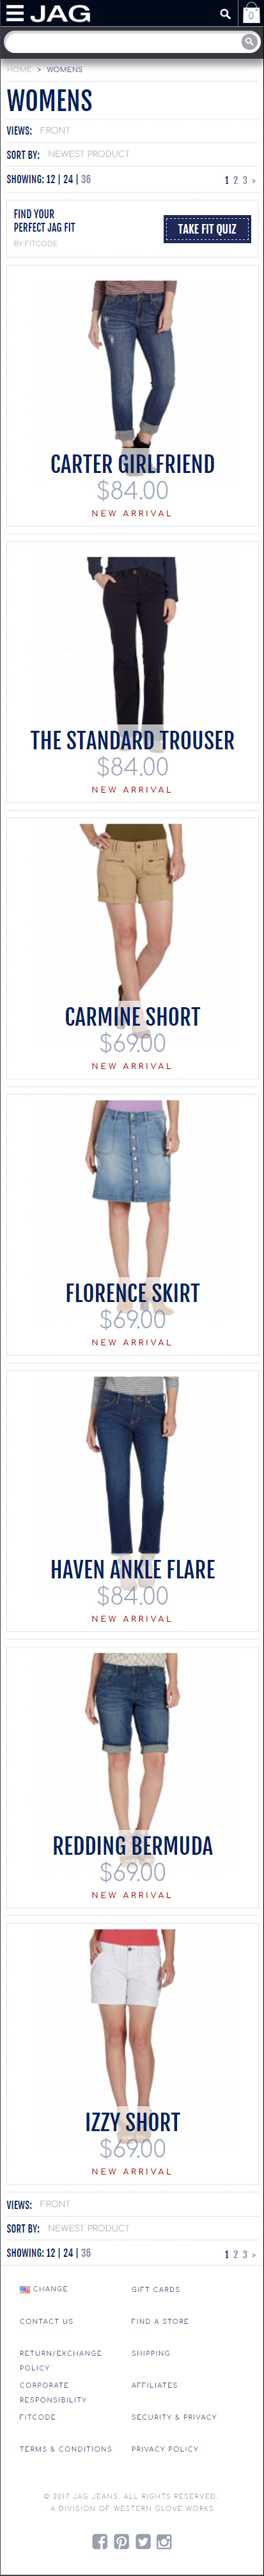 JAG
0
HOME > WOMENS
WOMENS
VIEWS: FRONT
SORT BY: NEWEST PRODUCT
SHOWING: 12 | 24 | 36 1 2 3 >
FIND YOUR
PERFECT JAG FIT
BY FITCODE
TAKE FIT QUIZ
CARTER GIRLFRIEND
$84.00
NEW ARRIVAL
THE STANDARD TROUSER
$84.00
NEW ARRIVAL
CARMINE SHORT
$69.00
NEW ARRIVAL
FLORENCE SKIRT
$69.00
NEW ARRIVAL
HAVEN ANKLE FLARE
$84.00
NEW ARRIVAL
REDDING BERMUDA
$69.00
NEW ARRIVAL
IZZY SHORT
$69.00
NEW ARRIVAL
VIEWS: FRONT
SORT BY: NEWEST PRODUCT
SHOWING: 12 | 24 | 36 1 2 3 >
CHANGE GIFT CARDS
CONTACT US FIND A STORE
RETURN/EXCHANGE SHIPPING
POLICY
CORPORATE AFFILIATES
RESPONSIBILITY
FITCODE SECURITY & PRIVACY
TERMS & CONDITIONS PRIVACY POLICY
© 2017 JAG JEANS. ALL RIGHTS RESERVED.
A DIVISION OF WESTERN GLOVE WORKS